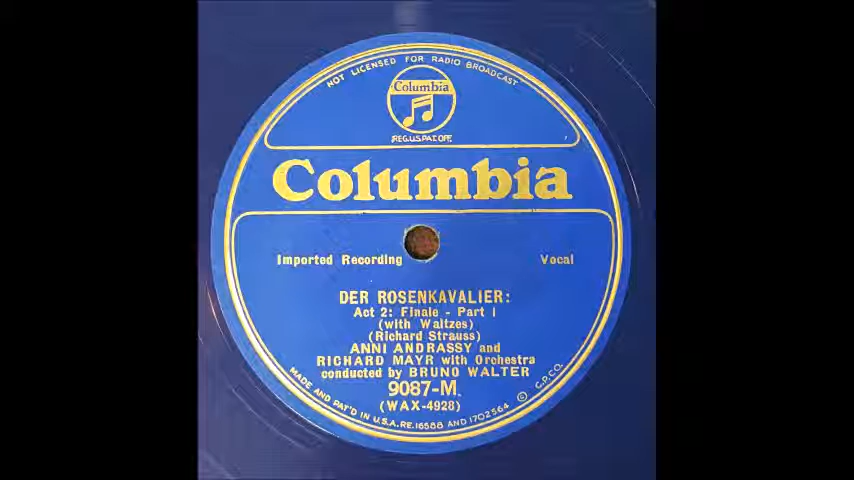 NOT LICENSED FOR RADIO BROADCAST
Columbia
REG.U.S.PAT.OFF.
Columbia
Imported Recording
Vocal
DER ROSENKAVALIER:
Act 2: Finale - Part 1
(with Waltzes)
(Richard Strauss)
ANNI ANDRASSY and
RICHARD MAYR with Orchestra
conducted by BRUNO WALTER
9087-M.
(WAX-4928)
MADE AND PAT'D IN U.S.A. RE.16588 AND 1702564 © C.P.CO.